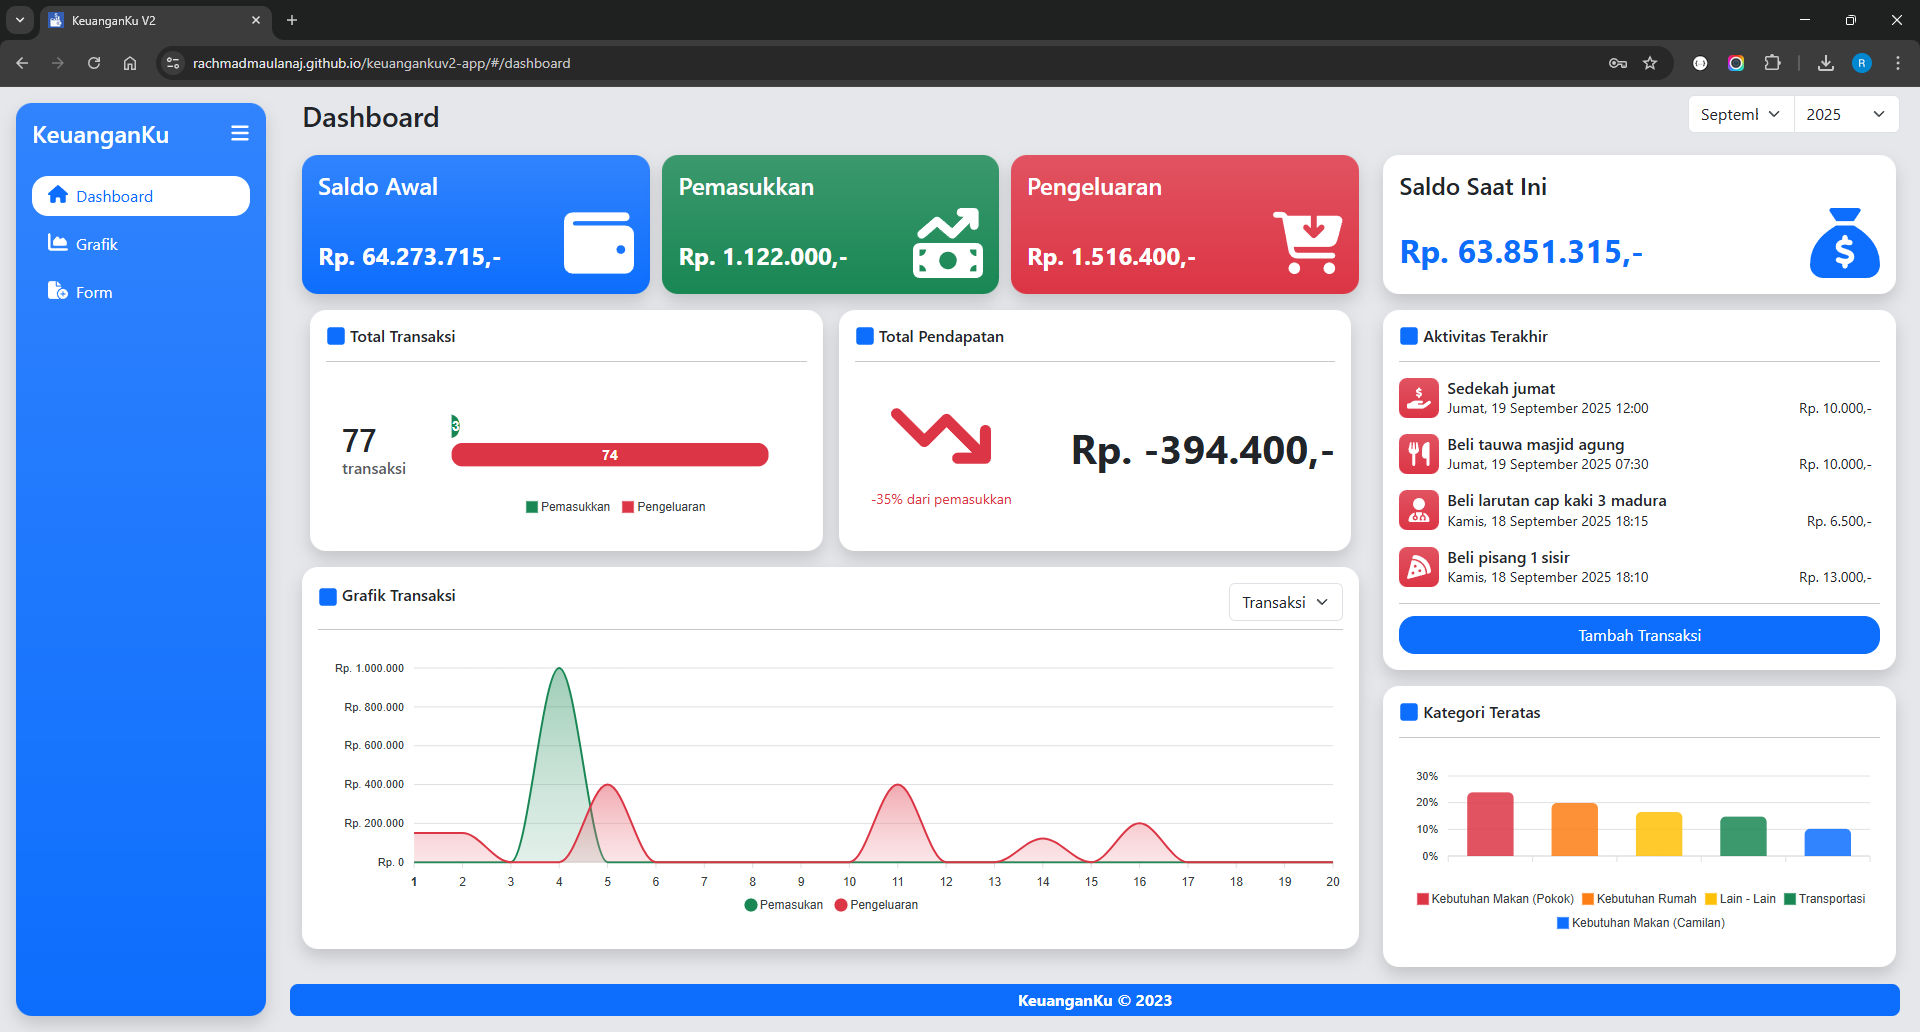 KeuanganKu V2
rachmadmaulanaj.github.io/keuangankuv2-app/#/dashboard
R
KeuanganKu
Dashboard
Grafik
Form
Dashboard
Septemb
2025
Saldo Awal
Rp. 64.273.715,-
Pemasukkan
Rp. 1.122.000,-
Pengeluaran
Rp. 1.516.400,-
Saldo Saat Ini
Rp. 63.851.315,-
Total Transaksi
77
transaksi
3
74
Pemasukkan Pengeluaran
Total Pendapatan
-35% dari pemasukkan
Rp. -394.400,-
Aktivitas Terakhir
Sedekah jumat
Jumat, 19 September 2025 12:00 Rp. 10.000,-
Beli tauwa masjid agung
Jumat, 19 September 2025 07:30 Rp. 10.000,-
Beli larutan cap kaki 3 madura
Kamis, 18 September 2025 18:15 Rp. 6.500,-
Beli pisang 1 sisir
Kamis, 18 September 2025 18:10 Rp. 13.000,-
Tambah Transaksi
Grafik Transaksi
Transaksi
Rp. 1.000.000
Rp. 800.000
Rp. 600.000
Rp. 400.000
Rp. 200.000
Rp. 0
1 2 3 4 5 6 7 8 9 10 11 12 13 14 15 16 17 18 19 20
Pemasukan Pengeluaran
Kategori Teratas
30%
20%
10%
0%
Kebutuhan Makan (Pokok) Kebutuhan Rumah Lain - Lain Transportasi
Kebutuhan Makan (Camilan)
KeuanganKu © 2023